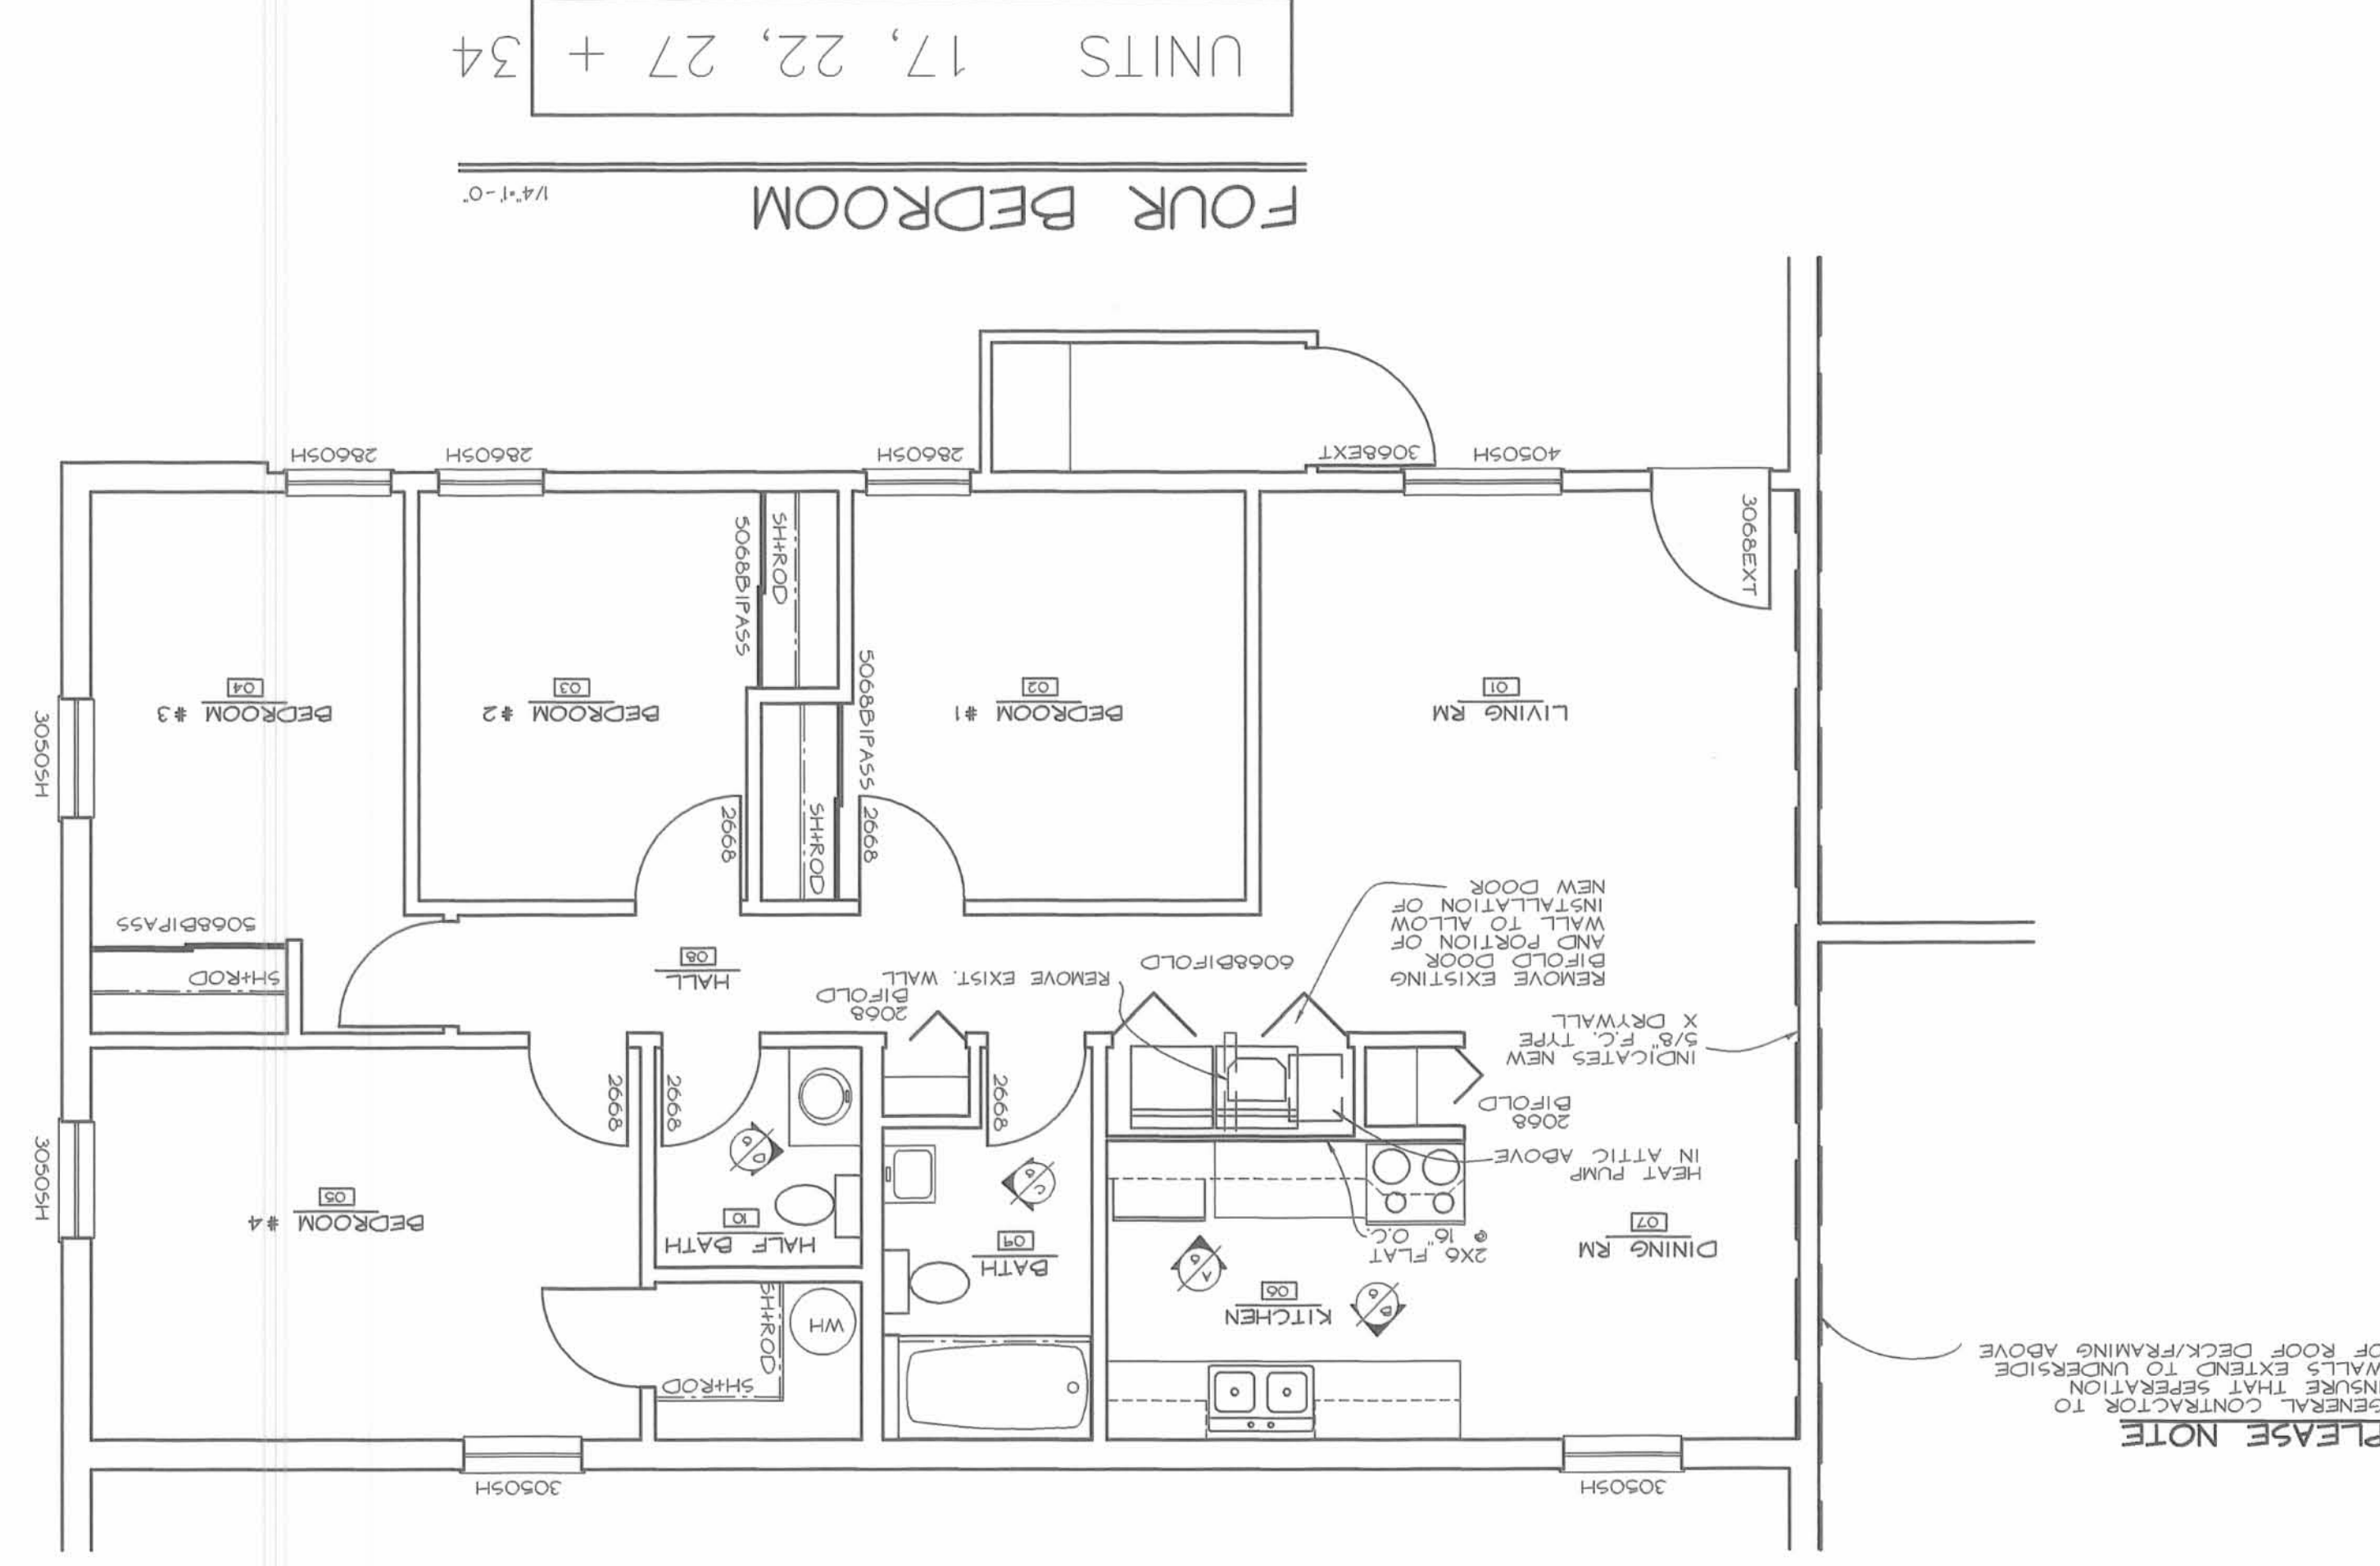 3050SH
3050SH
PLEASE NOTE
GENERAL CONTRACTOR TO
INSURE THAT SEPERATION
WALLS EXTEND TO UNDERSIDE
OF ROOF DECK/FRAMING ABOVE
SH+ROD
SH+ROD
WH
KITCHEN
06
B
6
A
6
BATH
09
DINING RM
07
2X6 "FLAT"
@ 16" O.C.
HALF BATH
10
BEDROOM #4
05
3050SH
HEAT PUMP
IN ATTIC ABOVE
C
6
D
6
2068
BIFOLD
2668
2668
2668
INDICATES NEW
5/8" F.C. TYPE
X DRYWALL
REMOVE EXISTING
BIFOLD DOOR
AND PORTION OF
WALL TO ALLOW
INSTALLATION OF
NEW DOOR
6068BIFOLD
REMOVE EXIST. WALL
2068
BIFOLD
HALL
08
SH+ROD
5068BIPASS
2668
SH+ROD
2668
5068BIPASS
LIVING RM
01
BEDROOM #1
02
BEDROOM #2
03
BEDROOM #3
04
3050SH
3068EXT
SH+ROD
5068BIPASS
4050SH
3068EXT
2860SH
2860SH
2860SH
FOUR BEDROOM
1/4"=1'-0"
UNITS 17, 22, 27 + 34